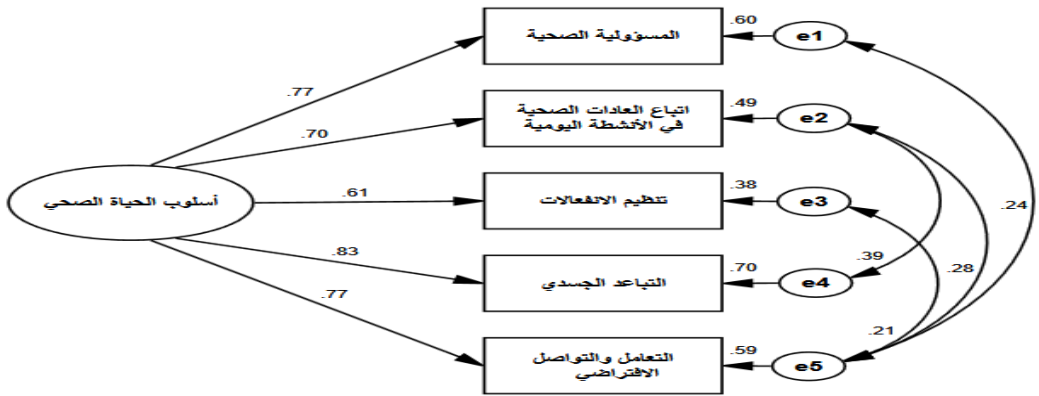 .60
المسؤولية الصحية
e1
.77
.49
اتباع العادات الصحية
في الأنشطة اليومية
e2
.70
أسلوب الحياة الصحي
.61
.38
تنظيم الانفعالات
e3
.24
.83
.70
التباعد الجسدي
e4
.39
.28
.77
.21
.59
التعامل والتواصل
الافتراضي
e5